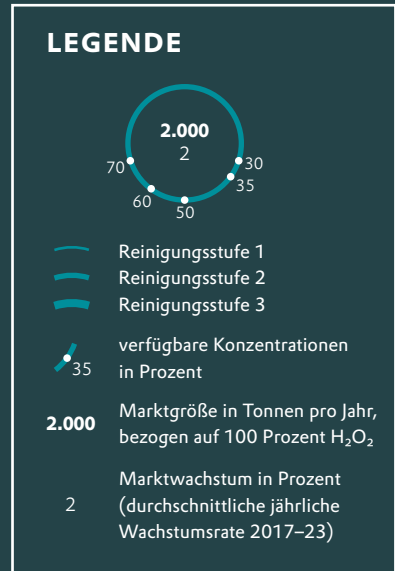 LEGENDE
2.000
2
70
30
35
60
50
Reinigungsstufe 1
Reinigungsstufe 2
Reinigungsstufe 3
35
verfügbare Konzentrationen
in Prozent
2.000
Marktgröße in Tonnen pro Jahr,
bezogen auf 100 Prozent H₂O₂
2
Marktwachstum in Prozent
(durchschnittliche jährliche
Wachstumsrate 2017–23)